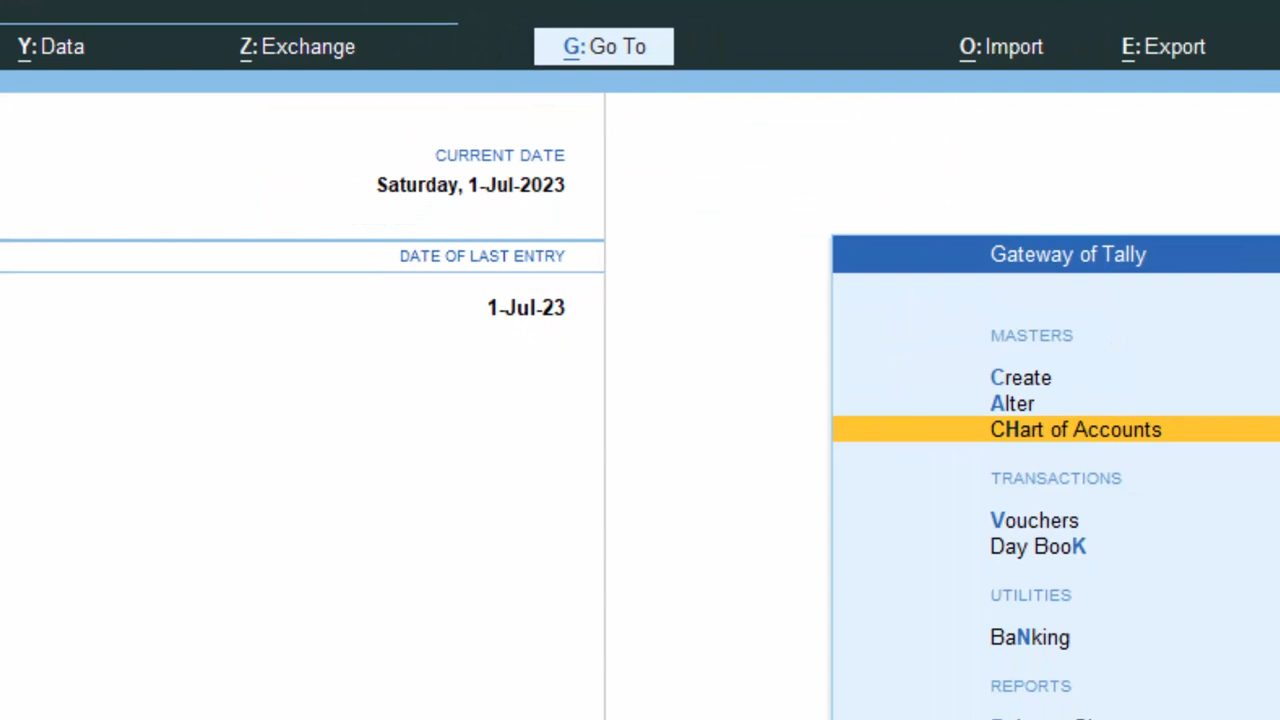 Y: Data Z: Exchange G: Go To O: Import E: Export
CURRENT DATE
Saturday, 1-Jul-2023
DATE OF LAST ENTRY
1-Jul-23
Gateway of Tally
MASTERS
Create
Alter
CHart of Accounts
TRANSACTIONS
Vouchers
Day BooK
UTILITIES
BaNking
REPORTS